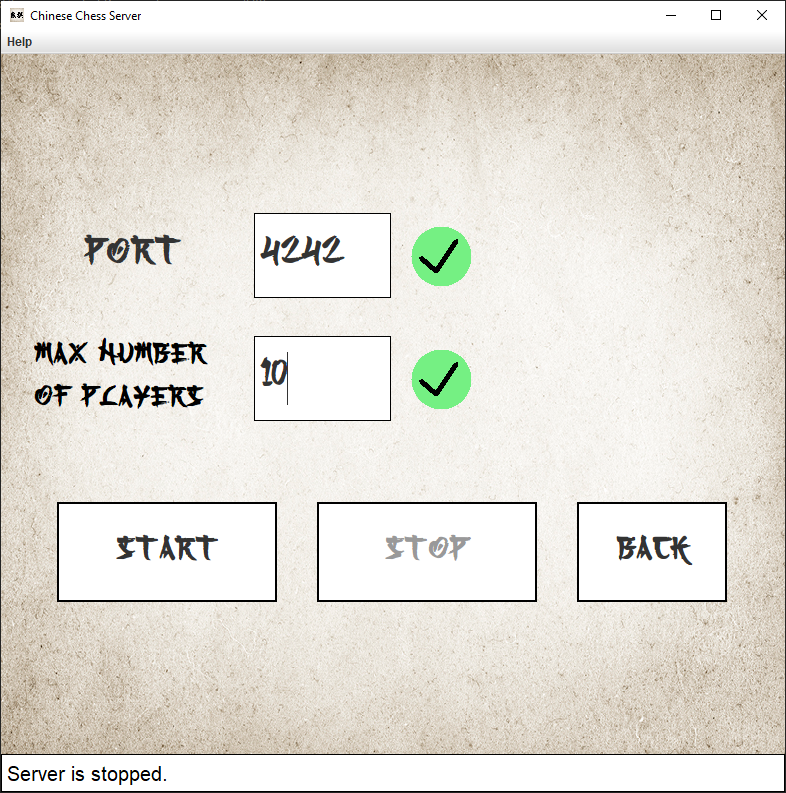 Chinese Chess Server
Help
PORT
4242
MAX NUMBER
OF PLAYERS
10
START
STOP
BACK
Server is stopped.